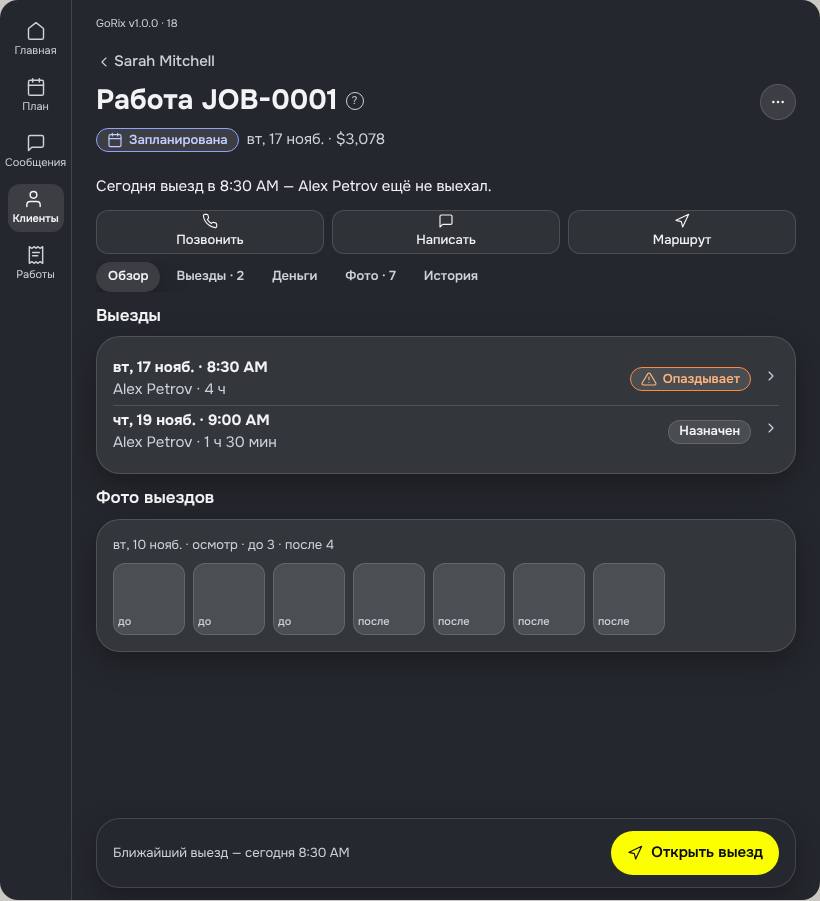 GoRix v1.0.0 · 18
Главная
План
Сообщения
Клиенты
Работы
Sarah Mitchell
Работа JOB-0001 ?
Запланирована вт, 17 нояб. · $3,078
Сегодня выезд в 8:30 AM — Alex Petrov ещё не выехал.
Позвонить
Написать
Маршрут
Обзор Выезды · 2 Деньги Фото · 7 История
Выезды
вт, 17 нояб. · 8:30 AM
Alex Petrov · 4 ч
Опаздывает
чт, 19 нояб. · 9:00 AM
Alex Petrov · 1 ч 30 мин
Назначен
Фото выездов
вт, 10 нояб. · осмотр · до 3 · после 4
до до до после после после после
Ближайший выезд — сегодня 8:30 AM
Открыть выезд